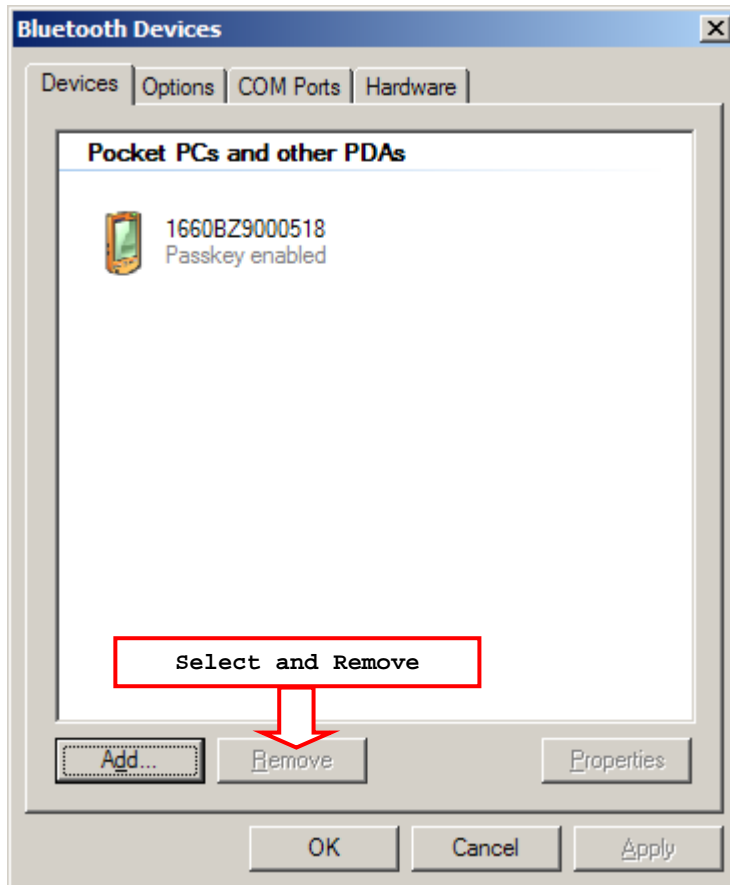 Bluetooth Devices
Devices Options COM Ports Hardware
Pocket PCs and other PDAs
1660BZ9000518
Passkey enabled
Select and Remove
Add... Remove Properties
OK Cancel Apply